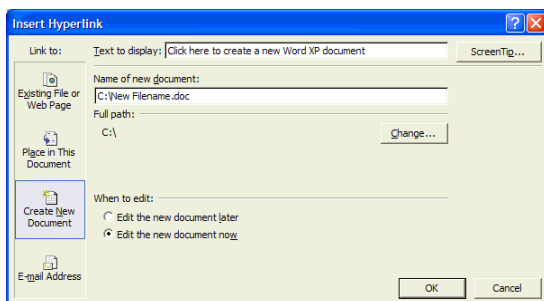 Insert Hyperlink
Link to:
Text to display: Click here to create a new Word XP document
ScreenTip...
Existing File or
Web Page
Name of new document:
C:\New Filename.doc
Full path:
C:\
Change...
Place in This
Document
Create New
Document
When to edit:
Edit the new document later
Edit the new document now
E-mail Address
OK
Cancel